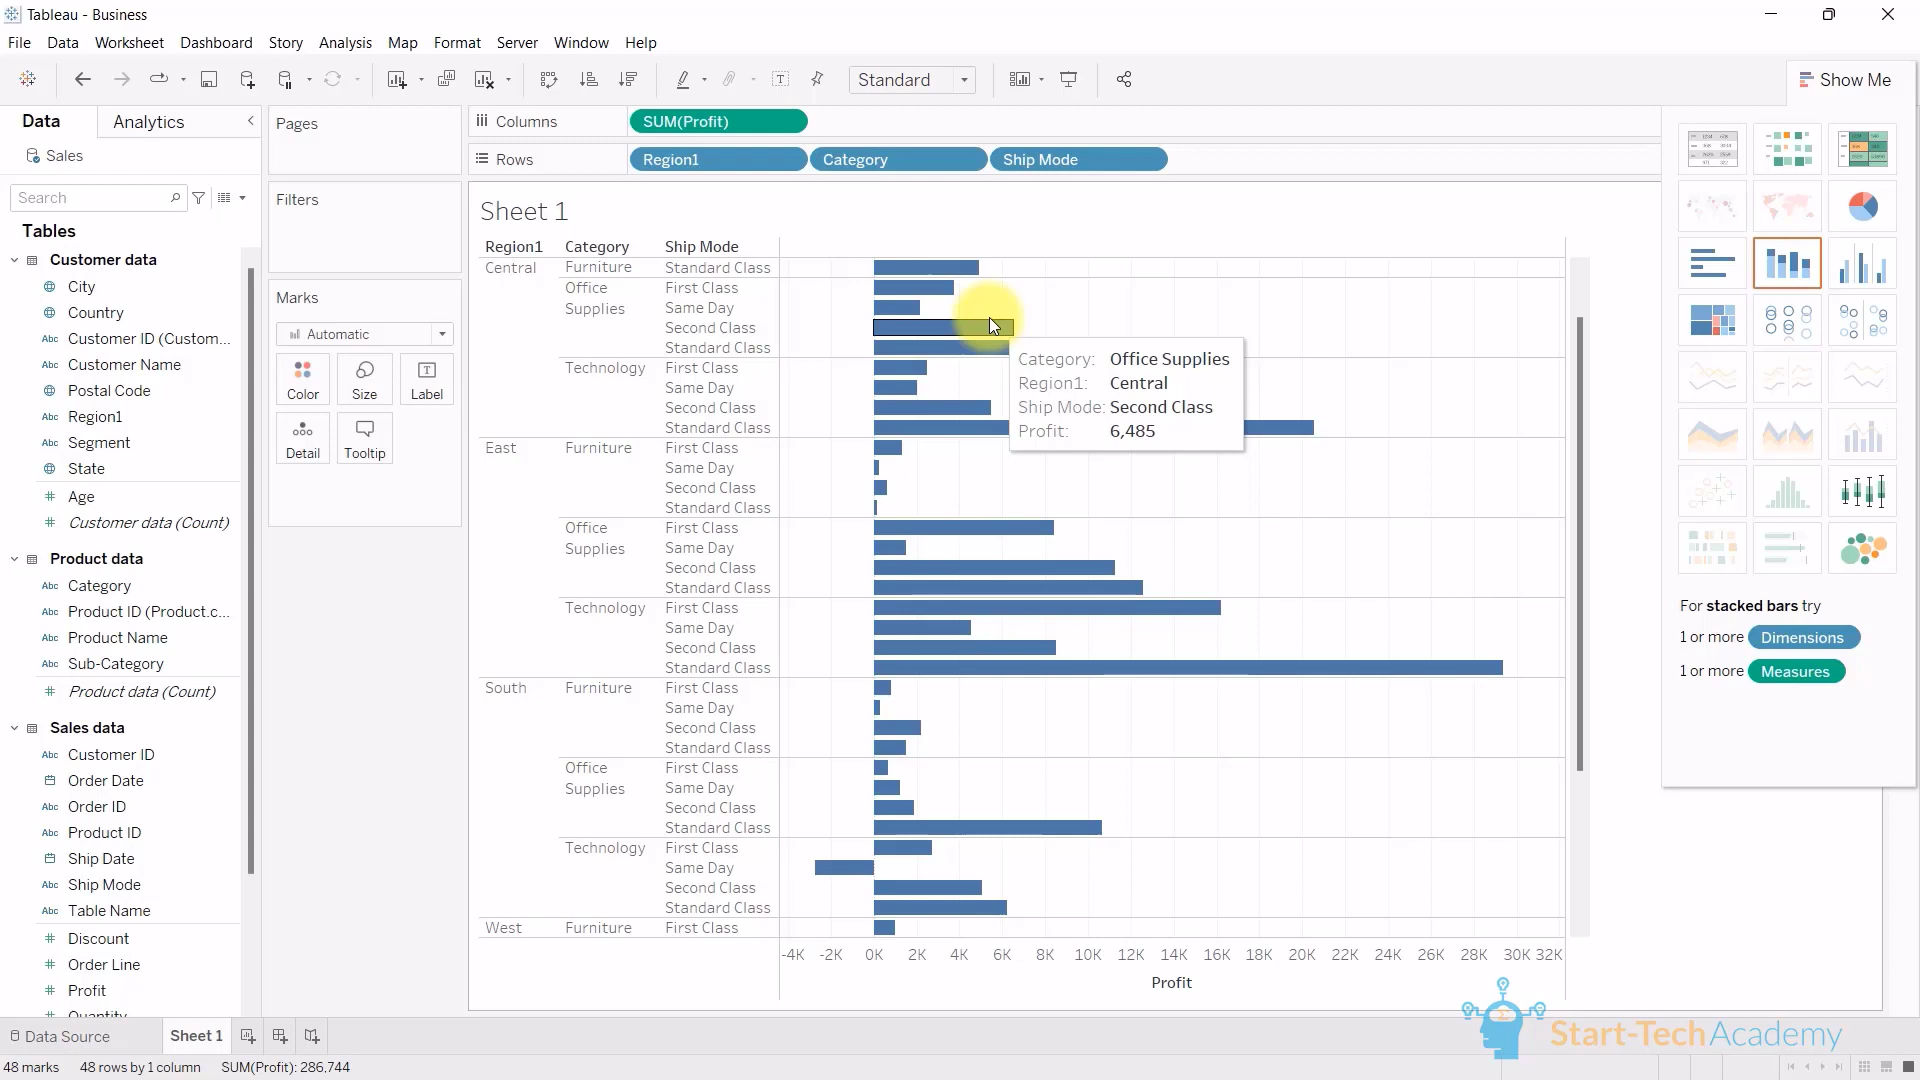 Tableau - Business
File Data Worksheet Dashboard Story Analysis Map Format Server Window Help
Standard
Show Me
Data Analytics
Sales
Search
Tables
Customer data
City
Country
Customer ID (Custom...
Customer Name
Postal Code
Region1
Segment
State
Age
Customer data (Count)
Product data
Category
Product ID (Product.c...
Product Name
Sub-Category
Product data (Count)
Sales data
Customer ID
Order Date
Order ID
Product ID
Ship Date
Ship Mode
Table Name
Discount
Order Line
Profit
Quantity
Pages
Filters
Marks
Automatic
Color Size Label
Detail Tooltip
Columns SUM(Profit)
Rows Region1 Category Ship Mode
Sheet 1
Region1 Category Ship Mode
Central Furniture Standard Class
Office Supplies First Class
Same Day
Second Class
Standard Class
Technology First Class
Same Day
Second Class
Standard Class
East Furniture First Class
Same Day
Second Class
Standard Class
Office Supplies First Class
Same Day
Second Class
Standard Class
Technology First Class
Same Day
Second Class
Standard Class
South Furniture First Class
Same Day
Second Class
Standard Class
Office Supplies First Class
Same Day
Second Class
Standard Class
Technology First Class
Same Day
Second Class
Standard Class
West Furniture First Class
-4K -2K 0K 2K 4K 6K 8K 10K 12K 14K 16K 18K 20K 22K 24K 26K 28K 30K 32K
Profit
Category: Office Supplies
Region1: Central
Ship Mode: Second Class
Profit: 6,485
For stacked bars try
1 or more Dimensions
1 or more Measures
Start-Tech Academy
Data Source Sheet 1
48 marks 48 rows by 1 column SUM(Profit): 286,744